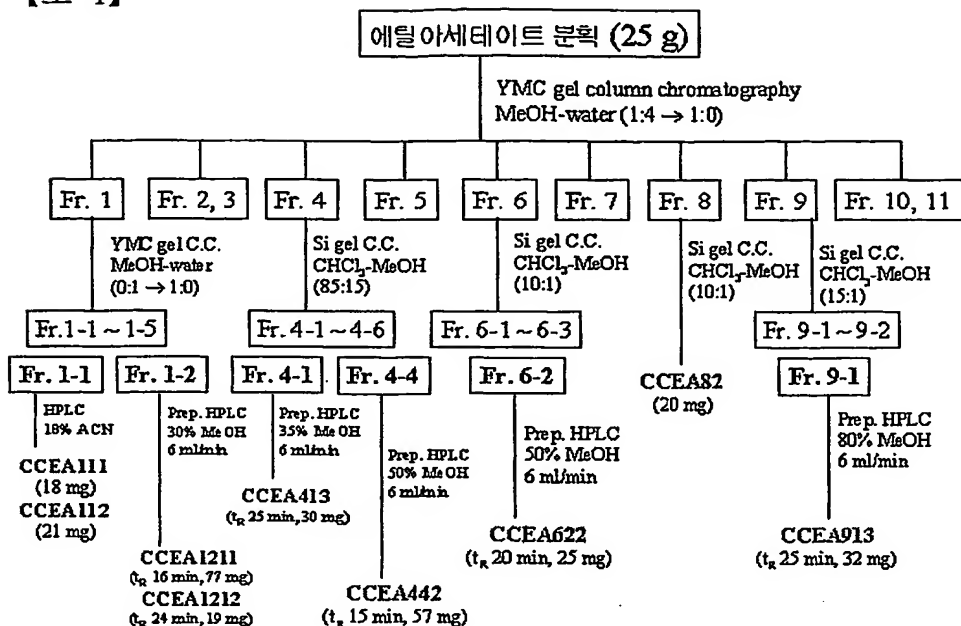 에틸아세테이트 분획 (25 g)
YMC gel column chromatography
MeOH-water (1:4 → 1:0)
Fr. 1
Fr. 2, 3
Fr. 4
Fr. 5
Fr. 6
Fr. 7
Fr. 8
Fr. 9
Fr. 10, 11
YMC gel C.C.
MeOH-water
(0:1 → 1:0)
Si gel C.C.
CHCl₃-MeOH
(85:15)
Si gel C.C.
CHCl₃-MeOH
(10:1)
Si gel C.C.
CHCl₃-MeOH
(10:1)
Si gel C.C.
CHCl₃-MeOH
(15:1)
Fr.1-1 ~ 1-5
Fr. 4-1 ~ 4-6
Fr. 6-1 ~ 6-3
Fr. 9-1 ~ 9-2
Fr. 1-1
Fr. 1-2
Fr. 4-1
Fr. 4-4
Fr. 6-2
Fr. 9-1
HPLC
18% ACN
CCEA111
(18 mg)
CCEA112
(21 mg)
Prep. HPLC
30% MeOH
6 ml/min
CCEA1211
(t_R 16 min, 77 mg)
CCEA1212
(t_R 24 min, 19 mg)
Prep. HPLC
35% MeOH
6 ml/min
CCEA413
(t_R 25 min, 30 mg)
Prep. HPLC
50% MeOH
6 ml/min
CCEA442
(t_R 15 min, 57 mg)
Prep. HPLC
50% MeOH
6 ml/min
CCEA622
(t_R 20 min, 25 mg)
CCEA82
(20 mg)
Prep. HPLC
80% MeOH
6 ml/min
CCEA913
(t_R 25 min, 32 mg)